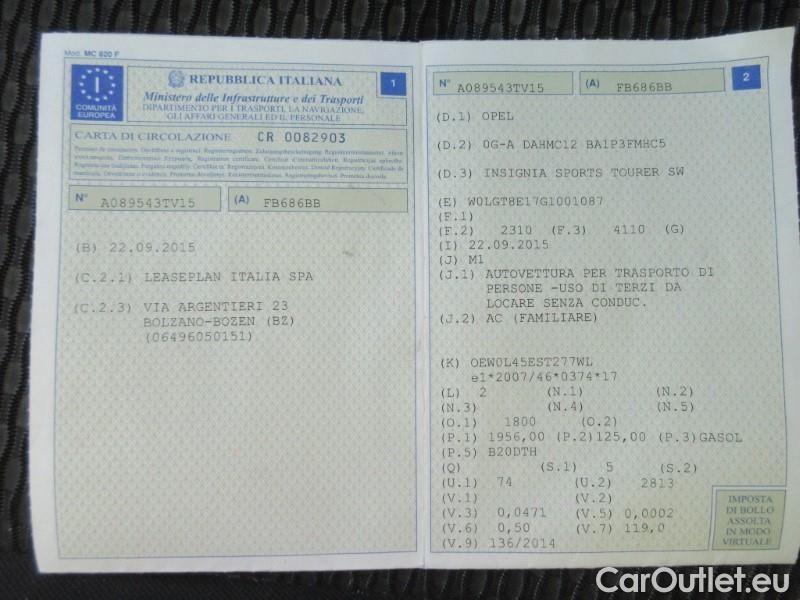 Mod. MC 820 F
I
COMUNITÀ
EUROPEA
REPUBBLICA ITALIANA
1
Ministero delle Infrastrutture e dei Trasporti
DIPARTIMENTO PER I TRASPORTI, LA NAVIGAZIONE,
GLI AFFARI GENERALI ED IL PERSONALE
CARTA DI CIRCOLAZIONE CR 0082903
N° A089543TV15 (A) FB686BB
(B) 22.09.2015
(C.2.1) LEASEPLAN ITALIA SPA
(C.2.3) VIA ARGENTIERI 23
BOLZANO-BOZEN (BZ)
(06496050151)
N° A089543TV15 (A) FB686BB 2
(D.1) OPEL
(D.2) 0G-A DAHMC12 BA1P3FMHC5
(D.3) INSIGNIA SPORTS TOURER SW
(E) W0LGT8E17G1001087
(F.1)
(F.2) 2310 (F.3) 4110 (G)
(I) 22.09.2015
(J) M1
(J.1) AUTOVETTURA PER TRASPORTO DI
PERSONE -USO DI TERZI DA
LOCARE SENZA CONDUC.
(J.2) AC (FAMILIARE)
(K) OEW0L45EST277WL
e1*2007/46*0374*17
(L) 2 (N.1) (N.2)
(N.3) (N.4) (N.5)
(O.1) 1800 (O.2)
(P.1) 1956,00 (P.2)125,00 (P.3)GASOL
(P.5) B20DTH
(Q) (S.1) 5 (S.2)
(U.1) 74 (U.2) 2813
(V.1) (V.2)
(V.3) 0,0471 (V.5) 0,0002
(V.6) 0,50 (V.7) 119,0
(V.9) 136/2014
IMPOSTA
DI BOLLO
ASSOLTA
IN MODO
VIRTUALE
CarOutlet.eu